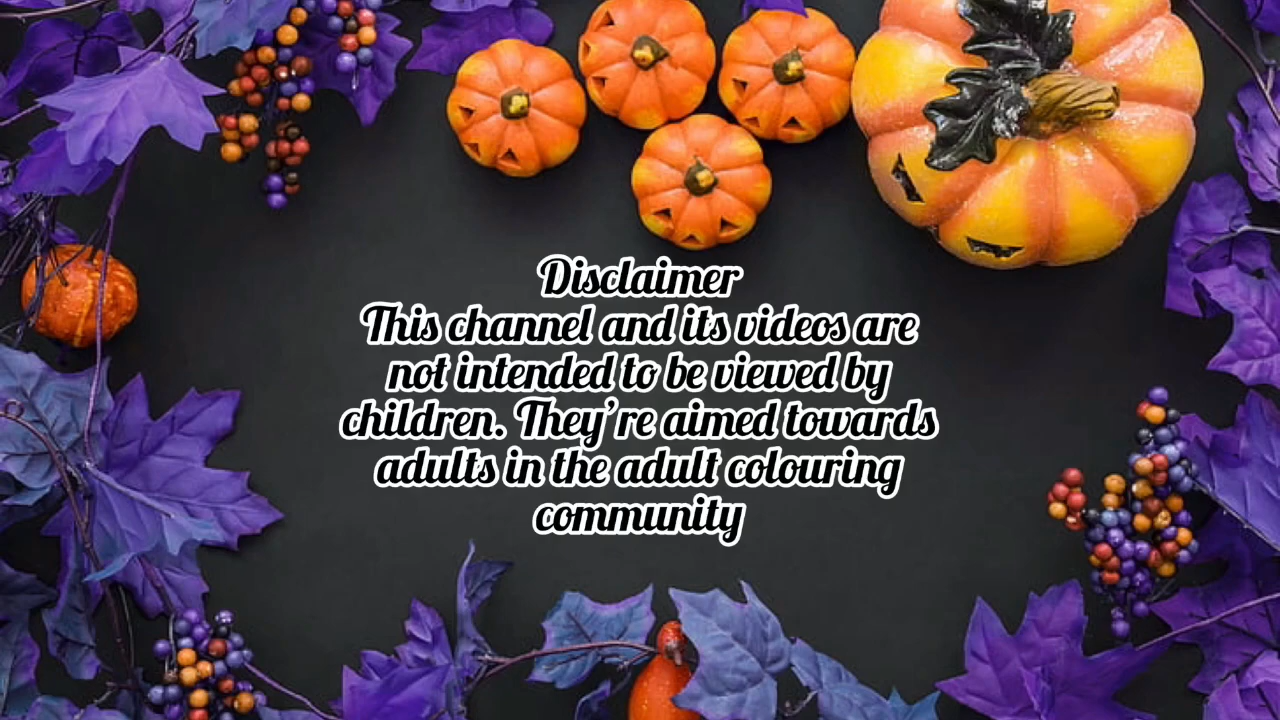 Disclaimer
This channel and its videos are
not intended to be viewed by
children. They're aimed towards
adults in the adult colouring
community